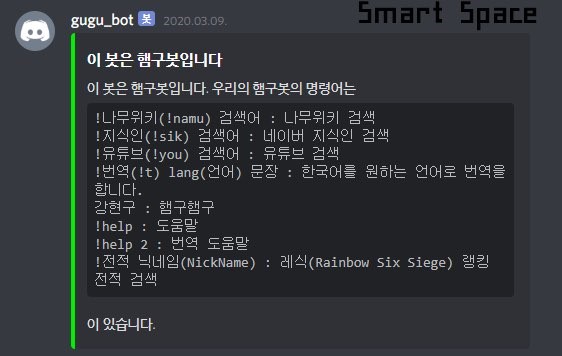 Smart Space
gugu_bot 봇 2020.03.09.
이 봇은 햄구봇입니다
이 봇은 햄구봇입니다. 우리의 햄구봇의 명령어는
!나무위키(!namu) 검색어 : 나무위키 검색
!지식인(!sik) 검색어 : 네이버 지식인 검색
!유튜브(!you) 검색어 : 유튜브 검색
!번역(!t) lang(언어) 문장 : 한국어를 원하는 언어로 번역을
합니다.
강현구 : 햄구햄구
!help : 도움말
!help 2 : 번역 도움말
!전적 닉네임(NickName) : 레식(Rainbow Six Siege) 랭킹
전적 검색
이 있습니다.